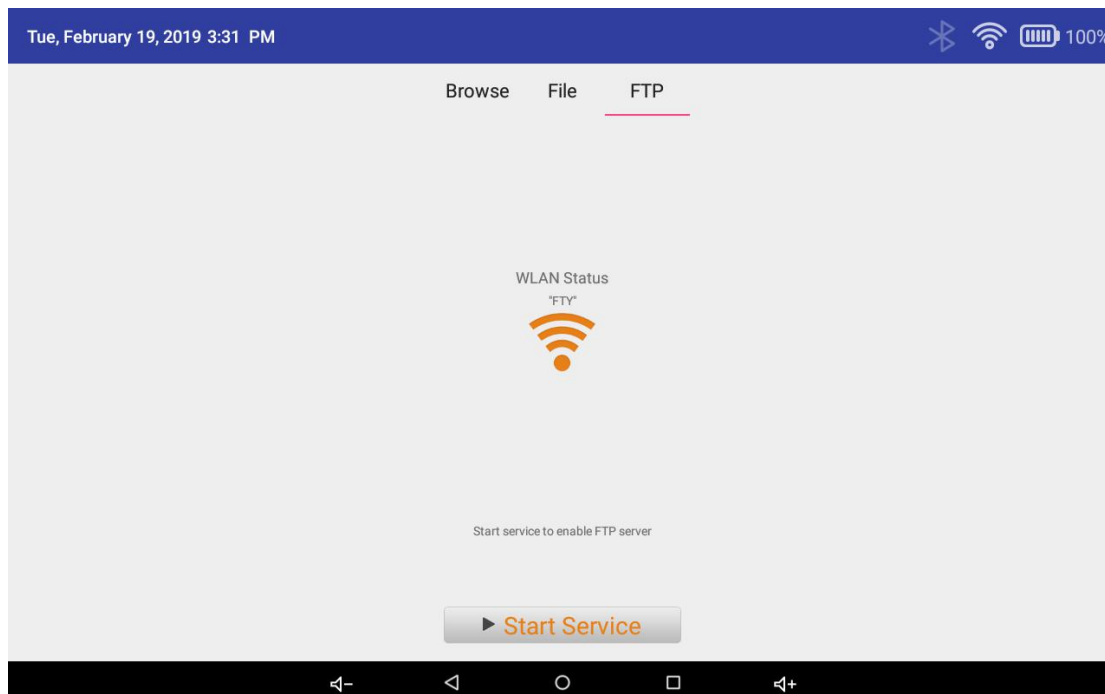 Tue, February 19, 2019 3:31 PM
100%
Browse File FTP
WLAN Status
"FTY"
Start service to enable FTP server
Start Service